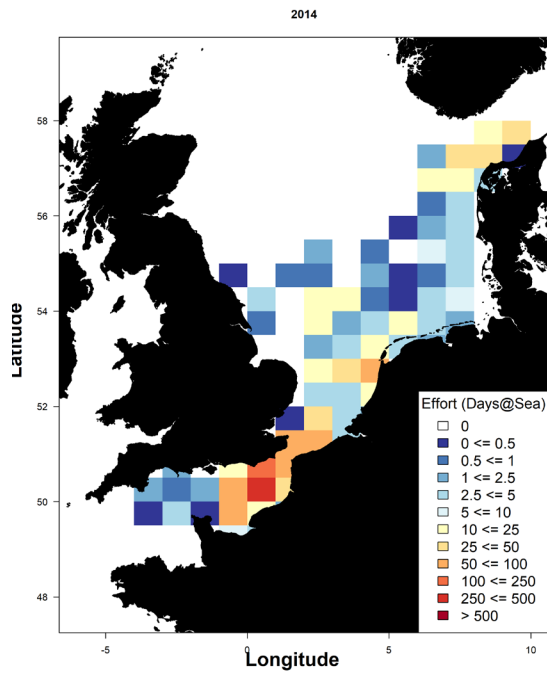 2014
58
56
54
52
50
48
Latitude
-5
0
5
10
Longitude
Effort (Days@Sea)
0
0 <= 0.5
0.5 <= 1
1 <= 2.5
2.5 <= 5
5 <= 10
10 <= 25
25 <= 50
50 <= 100
100 <= 250
250 <= 500
> 500